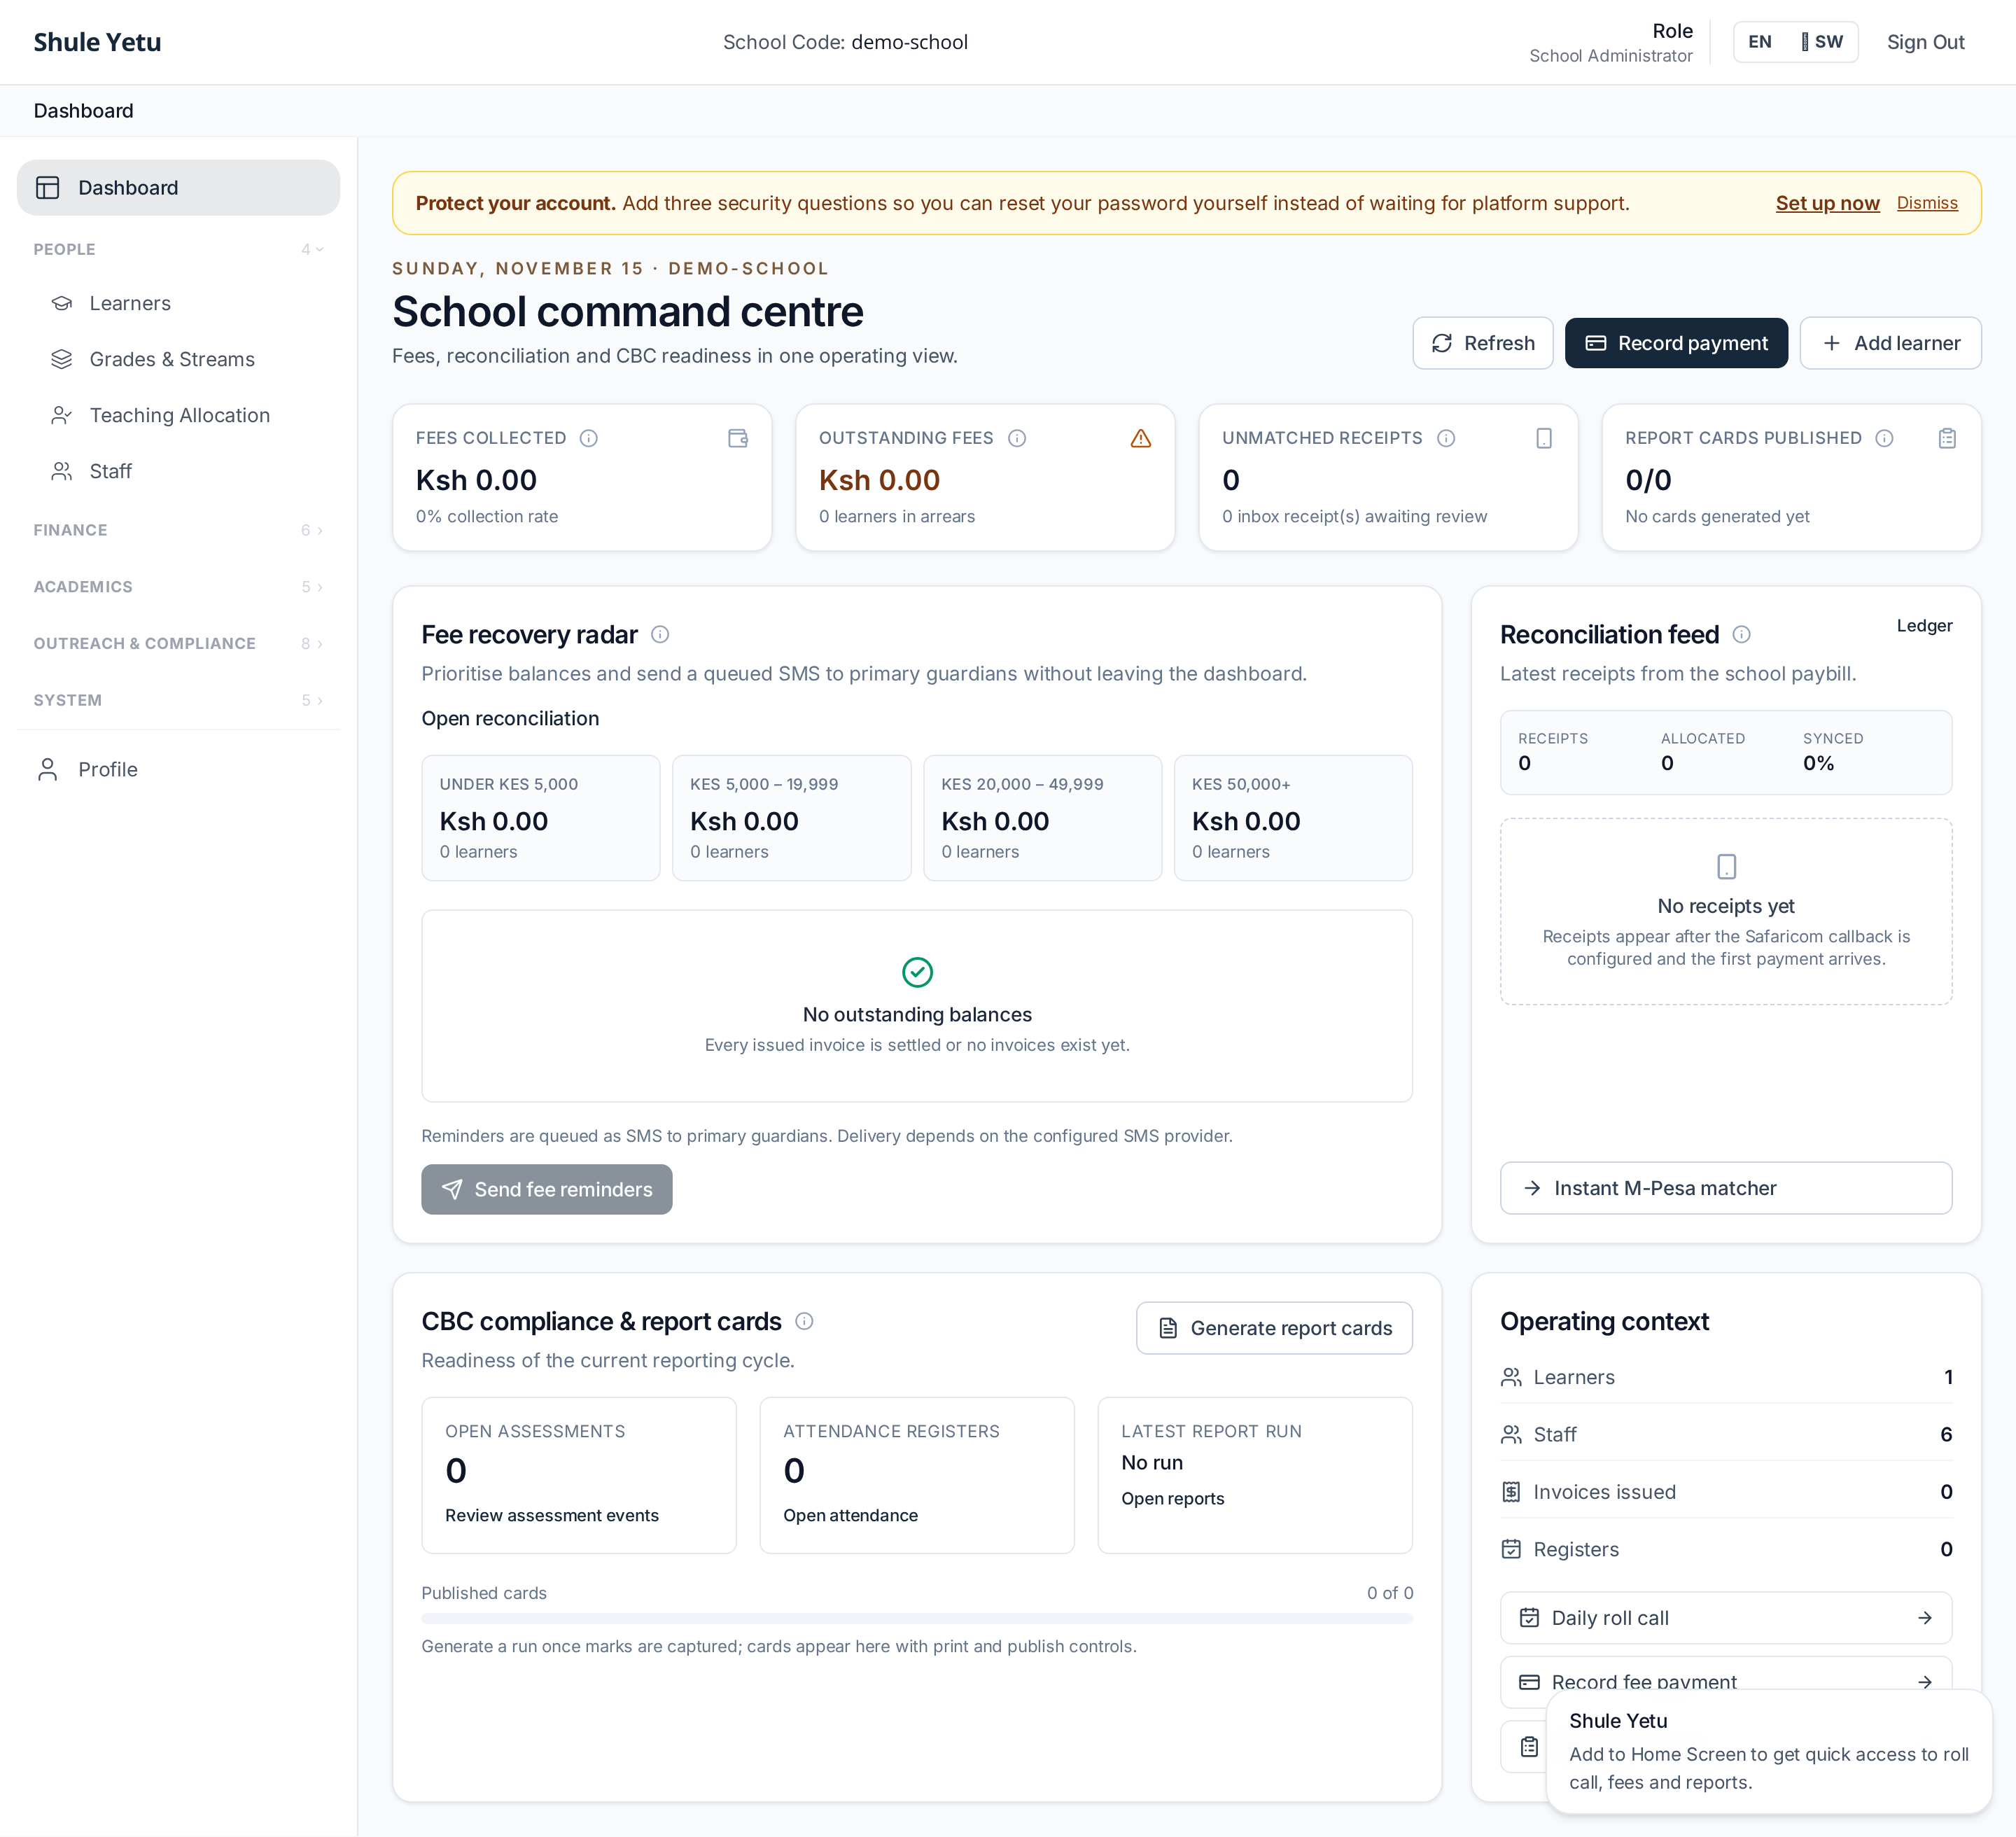 Shule Yetu
School Code: demo-school
Role
School Administrator
EN
SW
Sign Out
Dashboard
Dashboard
PEOPLE 4
Learners
Grades & Streams
Teaching Allocation
Staff
FINANCE 6
ACADEMICS 5
OUTREACH & COMPLIANCE 8
SYSTEM 5
Profile
Protect your account. Add three security questions so you can reset your password yourself instead of waiting for platform support.
Set up now
Dismiss
SUNDAY, NOVEMBER 15 · DEMO-SCHOOL
School command centre
Fees, reconciliation and CBC readiness in one operating view.
Refresh
Record payment
Add learner
FEES COLLECTED
Ksh 0.00
0% collection rate
OUTSTANDING FEES
Ksh 0.00
0 learners in arrears
UNMATCHED RECEIPTS
0
0 inbox receipt(s) awaiting review
REPORT CARDS PUBLISHED
0/0
No cards generated yet
Fee recovery radar
Prioritise balances and send a queued SMS to primary guardians without leaving the dashboard.
Open reconciliation
UNDER KES 5,000
Ksh 0.00
0 learners
KES 5,000 – 19,999
Ksh 0.00
0 learners
KES 20,000 – 49,999
Ksh 0.00
0 learners
KES 50,000+
Ksh 0.00
0 learners
No outstanding balances
Every issued invoice is settled or no invoices exist yet.
Reminders are queued as SMS to primary guardians. Delivery depends on the configured SMS provider.
Send fee reminders
Reconciliation feed
Ledger
Latest receipts from the school paybill.
RECEIPTS
0
ALLOCATED
0
SYNCED
0%
No receipts yet
Receipts appear after the Safaricom callback is
configured and the first payment arrives.
Instant M-Pesa matcher
CBC compliance & report cards
Readiness of the current reporting cycle.
Generate report cards
OPEN ASSESSMENTS
0
Review assessment events
ATTENDANCE REGISTERS
0
Open attendance
LATEST REPORT RUN
No run
Open reports
Published cards
0 of 0
Generate a run once marks are captured; cards appear here with print and publish controls.
Operating context
Learners 1
Staff 6
Invoices issued 0
Registers 0
Daily roll call
Record fee payment
Shule Yetu
Add to Home Screen to get quick access to roll
call, fees and reports.